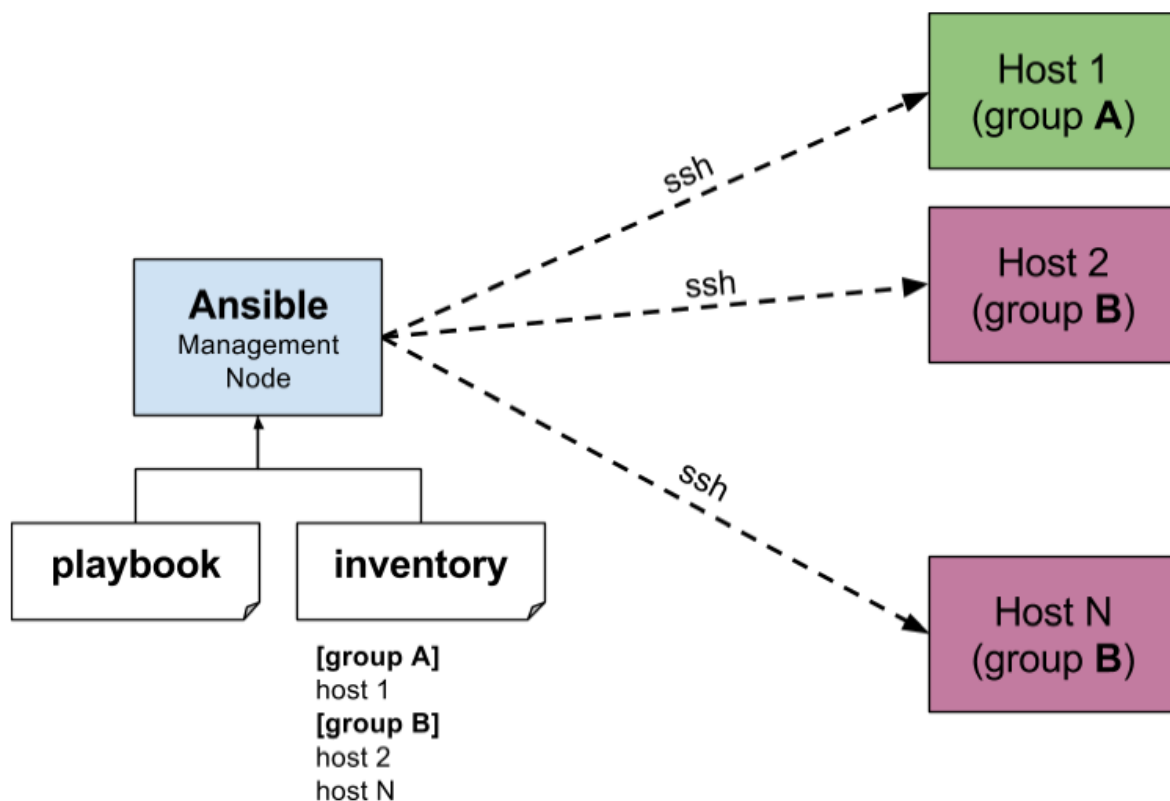 Host 1
(group A)
ssh
Host 2
(group B)
ssh
Ansible
Management
Node
ssh
playbook
inventory
Host N
(group B)
[group A]
host 1
[group B]
host 2
host N